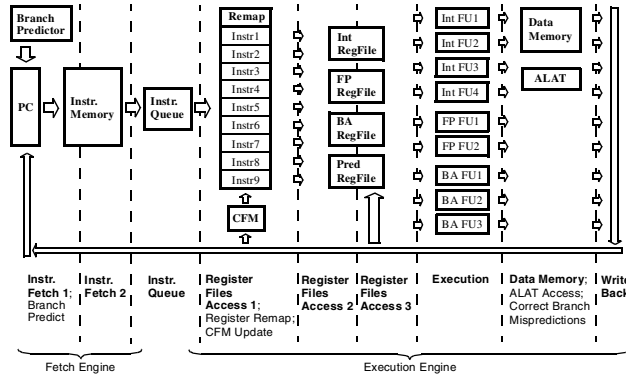 Branch
Predictor
PC
Instr.
Memory
Instr.
Queue
Remap
Instr1
Instr2
Instr3
Instr4
Instr5
Instr6
Instr7
Instr8
Instr9
CFM
Int
RegFile
FP
RegFile
BA
RegFile
Pred
RegFile
Int FU1
Int FU2
Int FU3
Int FU4
FP FU1
FP FU2
BA FU1
BA FU2
BA FU3
Data
Memory
ALAT
Instr.
Fetch 1;
Branch
Predict
Instr.
Fetch 2
Instr.
Queue
Register
Files
Access 1;
Register Remap;
CFM Update
Register
Files
Access 2
Register
Files
Access 3
Execution
Data Memory;
ALAT Access;
Correct Branch
Mispredictions
Write
Back
Fetch Engine
Execution Engine